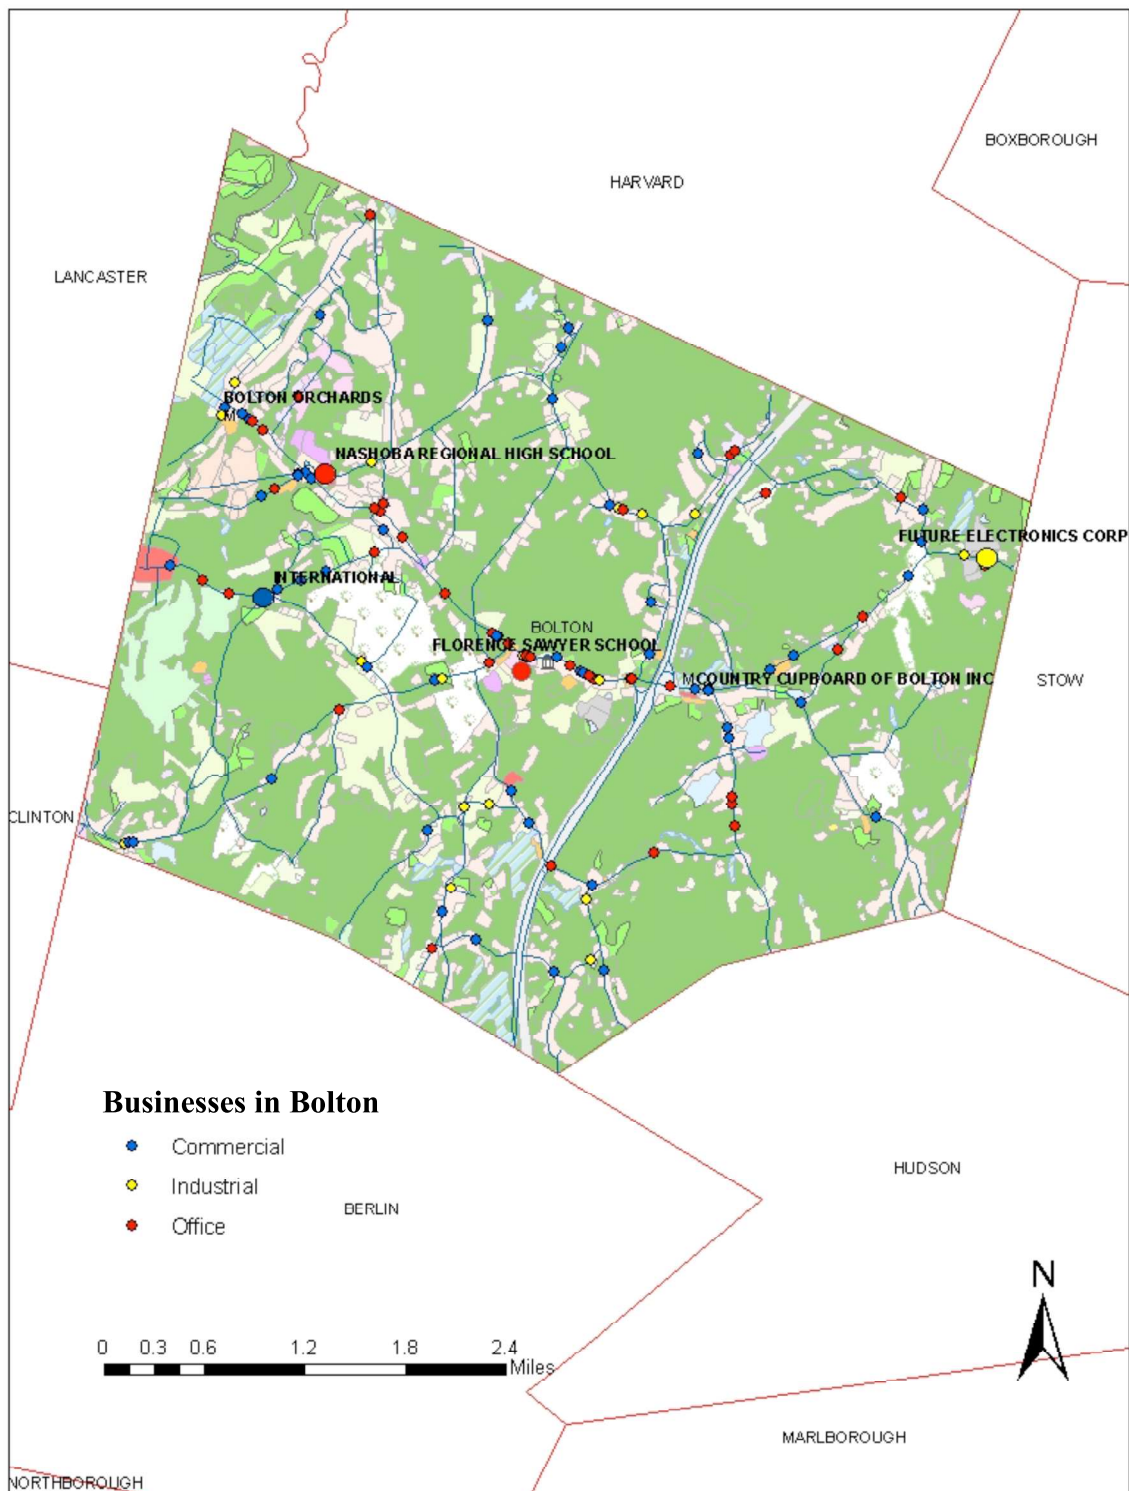 BOXBOROUGH
HARVARD
LANCASTER
BOLTON ORCHARDS
M
NASHOBA REGIONAL HIGH SCHOOL
FUTURE ELECTRONICS CORP
INTERNATIONAL
BOLTON
FLORENCE SAWYER SCHOOL
M COUNTRY CUPBOARD OF BOLTON INC
STOW
CLINTON
Businesses in Bolton
Commercial
Industrial
Office
HUDSON
BERLIN
N
0 0.3 0.6 1.2 1.8 2.4
Miles
MARLBOROUGH
NORTHBOROUGH